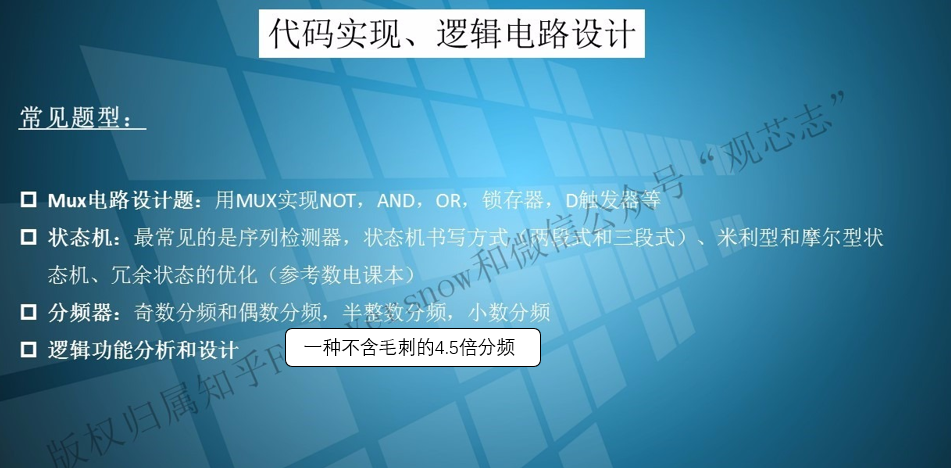 代码实现、逻辑电路设计
常见题型：
Mux电路设计题：用MUX实现NOT，AND，OR，锁存器，D触发器等
状态机：最常见的是序列检测器，状态机书写方式（两段式和三段式）、米利型和摩尔型状
态机、冗余状态的优化（参考数电课本）
分频器：奇数分频和偶数分频，半整数分频，小数分频
逻辑功能分析和设计
一种不含毛刺的4.5倍分频
版权归属知乎 snow和微信公众号“观芯志”